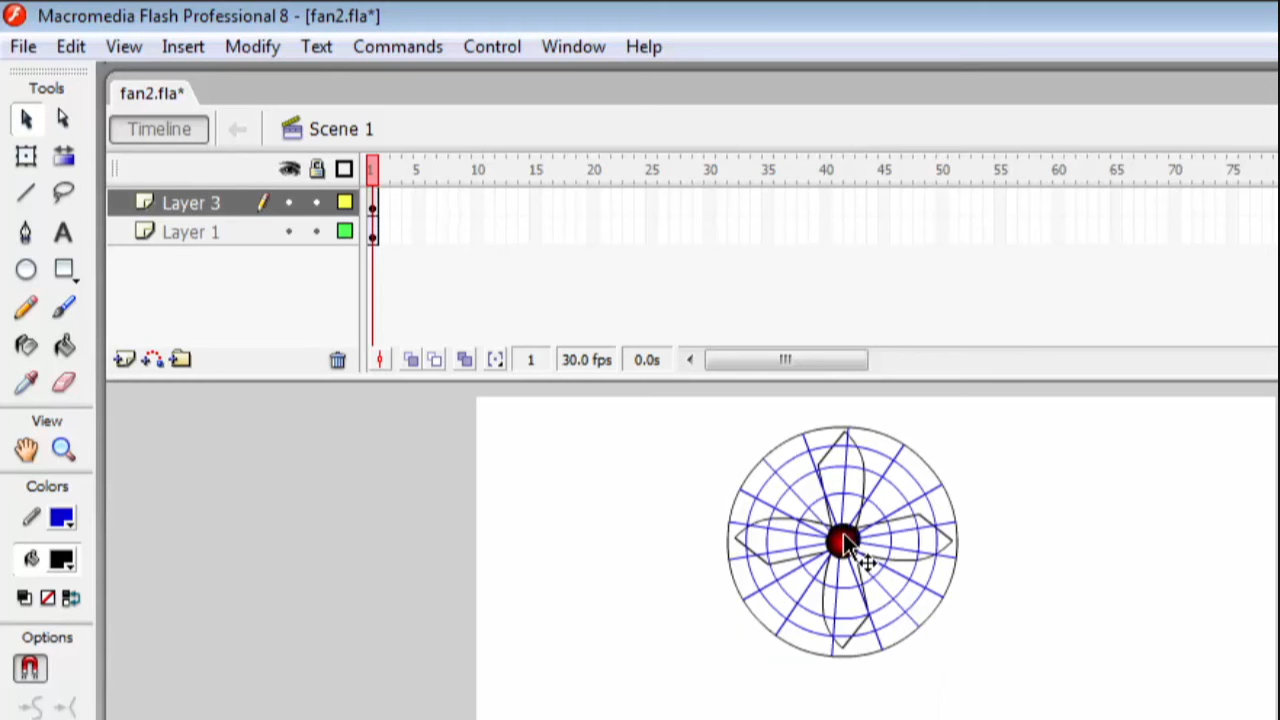 Macromedia Flash Professional 8 - [fan2.fla*]
File Edit View Insert Modify Text Commands Control Window Help
Tools
fan2.fla*
Timeline Scene 1
1 5 10 15 20 25 30 35 40 45 50 55 60 65 70 75
Layer 3
Layer 1
1 30.0 fps 0.0s
View
Colors
Options